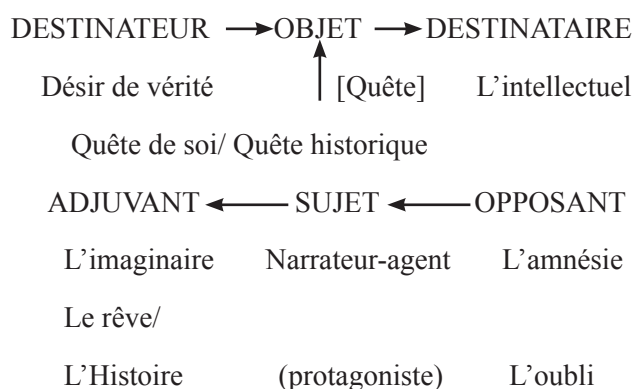 DESTINATEUR OBJET DESTINATAIRE
Désir de vérité [Quête] L'intellectuel
Quête de soi/ Quête historique
ADJUVANT SUJET OPPOSANT
L'imaginaire Narrateur-agent L'amnésie
Le rêve/
L'Histoire (protagoniste) L'oubli